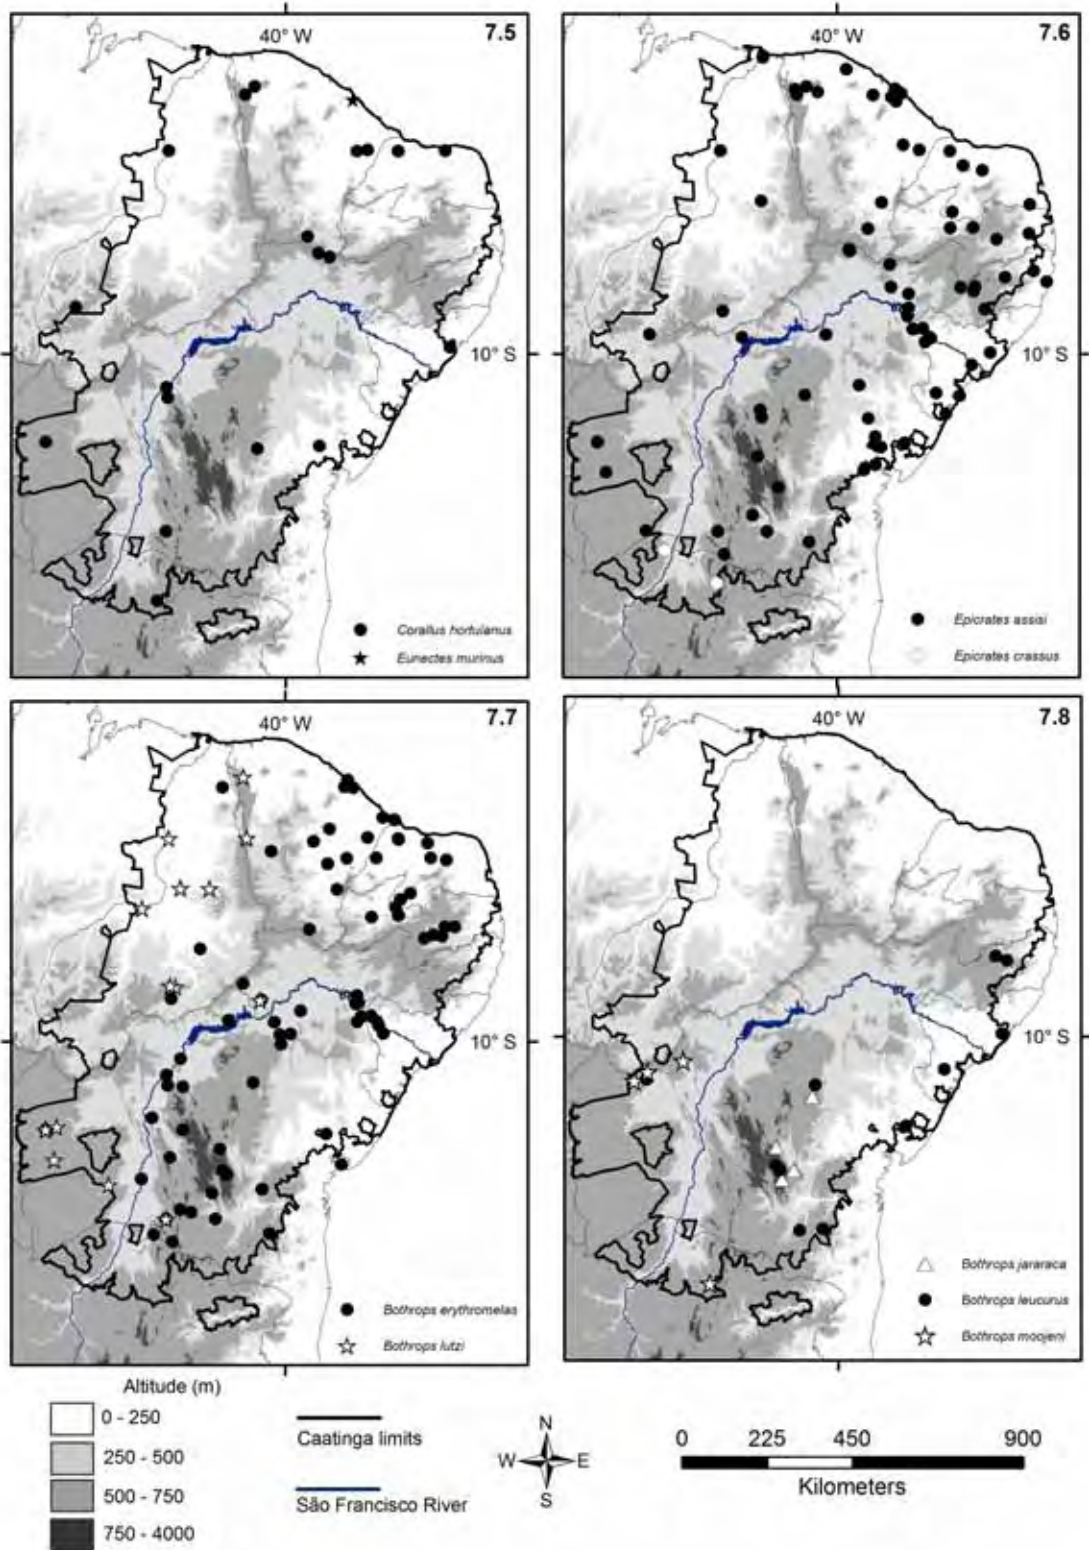 40° W
7.5
10° S
Corallus hortulanus
Eunectes murinus
40° W
7.6
10° S
Epicrates assisi
Epicrates crassus
40° W
7.7
10° S
Bothrops erythromelas
Bothrops lutzi
40° W
7.8
10° S
Bothrops jararaca
Bothrops leucurus
Bothrops moojeni
Altitude (m)
0 - 250
250 - 500
500 - 750
750 - 4000
Caatinga limits
São Francisco River
N
W E
S
0 225 450 900
Kilometers